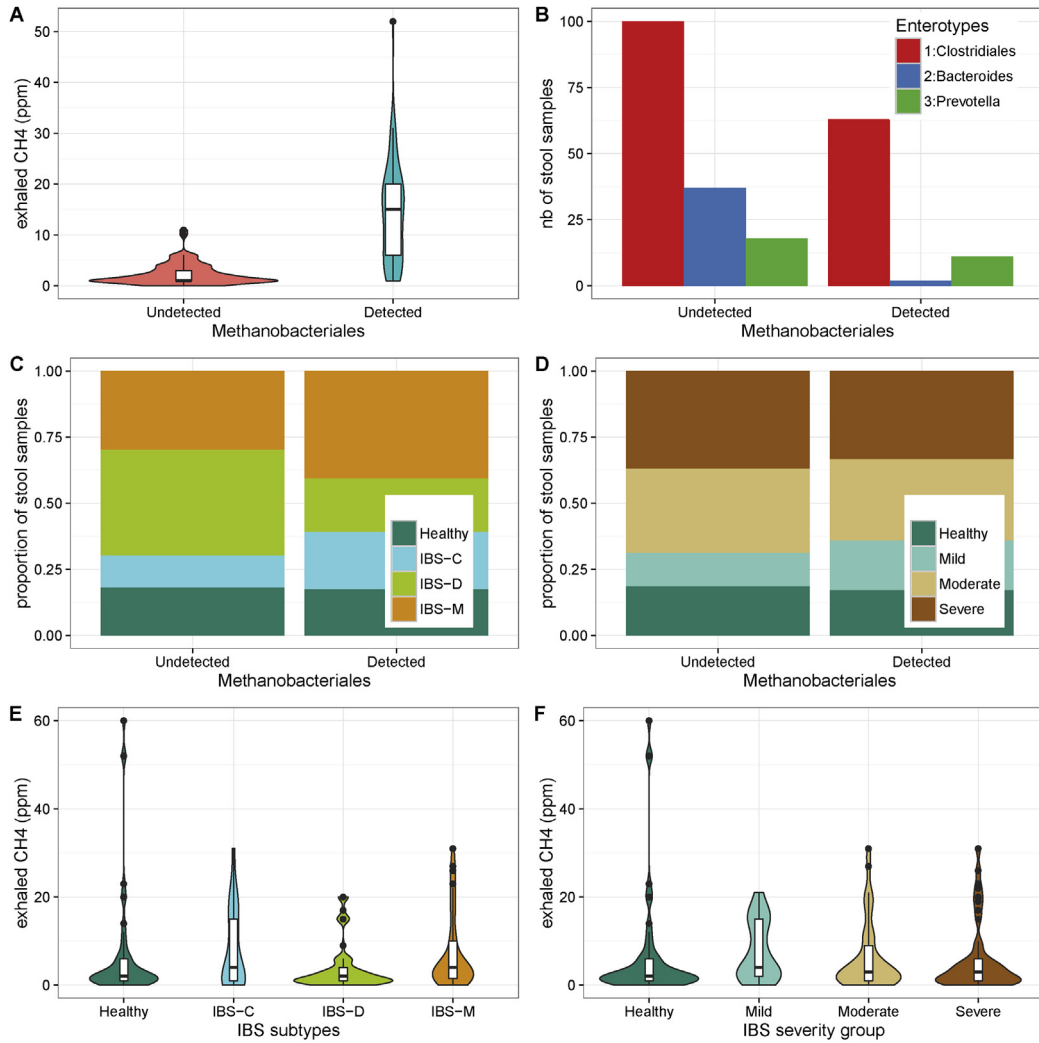 A
exhaled CH4 (ppm)
50
40
30
20
10
0
Undetected
Detected
Methanobacteriales
B
nb of stool samples
100
75
50
25
0
Enterotypes
1:Clostridiales
2:Bacteroides
3:Prevotella
Undetected
Detected
Methanobacteriales
C
proportion of stool samples
1.00
0.75
0.50
0.25
0.00
Healthy
IBS−C
IBS−D
IBS−M
Undetected
Detected
Methanobacteriales
D
proportion of stool samples
1.00
0.75
0.50
0.25
0.00
Healthy
Mild
Moderate
Severe
Undetected
Detected
Methanobacteriales
E
exhaled CH4 (ppm)
60
40
20
0
Healthy
IBS−C
IBS−D
IBS−M
IBS subtypes
F
exhaled CH4 (ppm)
60
40
20
0
Healthy
Mild
Moderate
Severe
IBS severity group